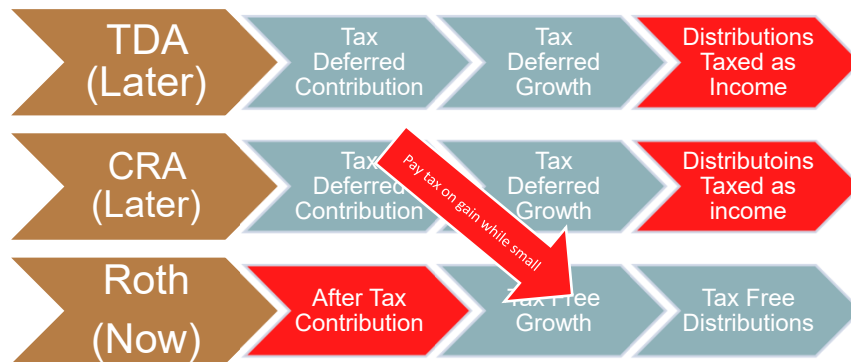 TDA
(Later)
Tax
Deferred
Contribution
Tax
Deferred
Growth
Distributions
Taxed as
Income
CRA
(Later)
Tax
Deferred
Contribution
Tax
Deferred
Growth
Distributoins
Taxed as
income
Pay tax on gain while small
Roth
(Now)
After Tax
Contribution
Tax Free
Growth
Tax Free
Distributions